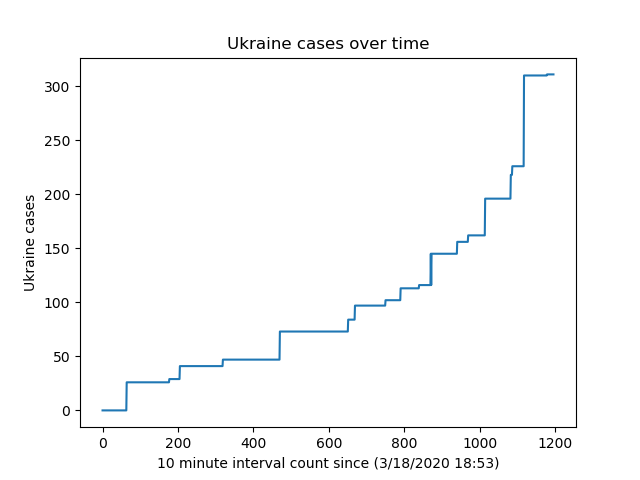 Ukraine cases over time
Ukraine cases
300
250
200
150
100
50
0
0 200 400 600 800 1000 1200
10 minute interval count since (3/18/2020 18:53)